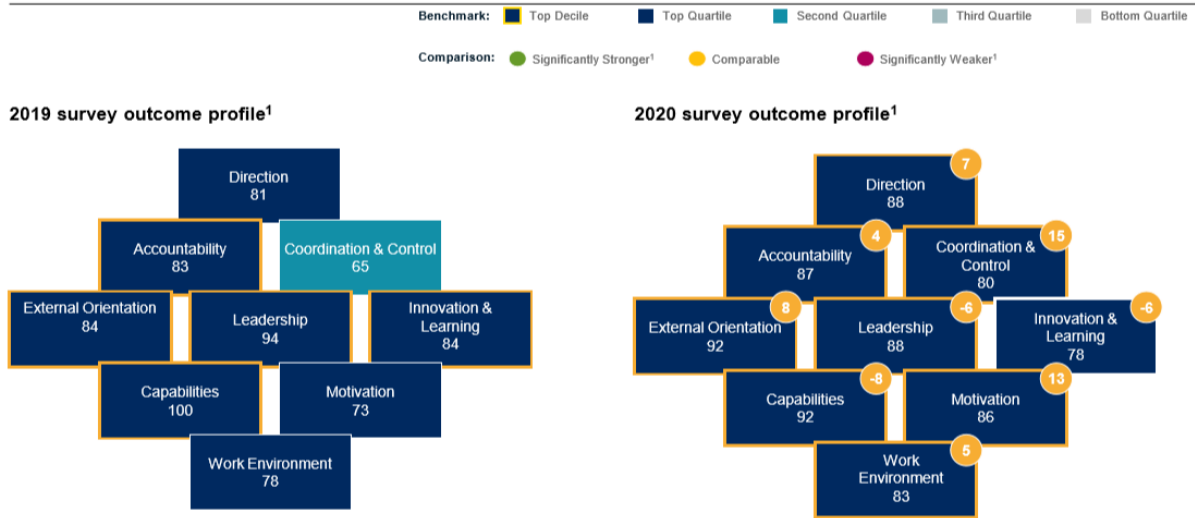 Benchmark: Top Decile Top Quartile Second Quartile Third Quartile Bottom Quartile
Comparison: Significantly Stronger¹ Comparable Significantly Weaker¹
2019 survey outcome profile¹
Direction
81
Accountability
83
Coordination & Control
65
External Orientation
84
Leadership
94
Innovation &
Learning
84
Capabilities
100
Motivation
73
Work Environment
78
2020 survey outcome profile¹
7
Direction
88
4
Accountability
87
15
Coordination &
Control
80
8
External Orientation
92
-6
Leadership
88
-6
Innovation &
Learning
78
-8
Capabilities
92
13
Motivation
86
5
Work
Environment
83